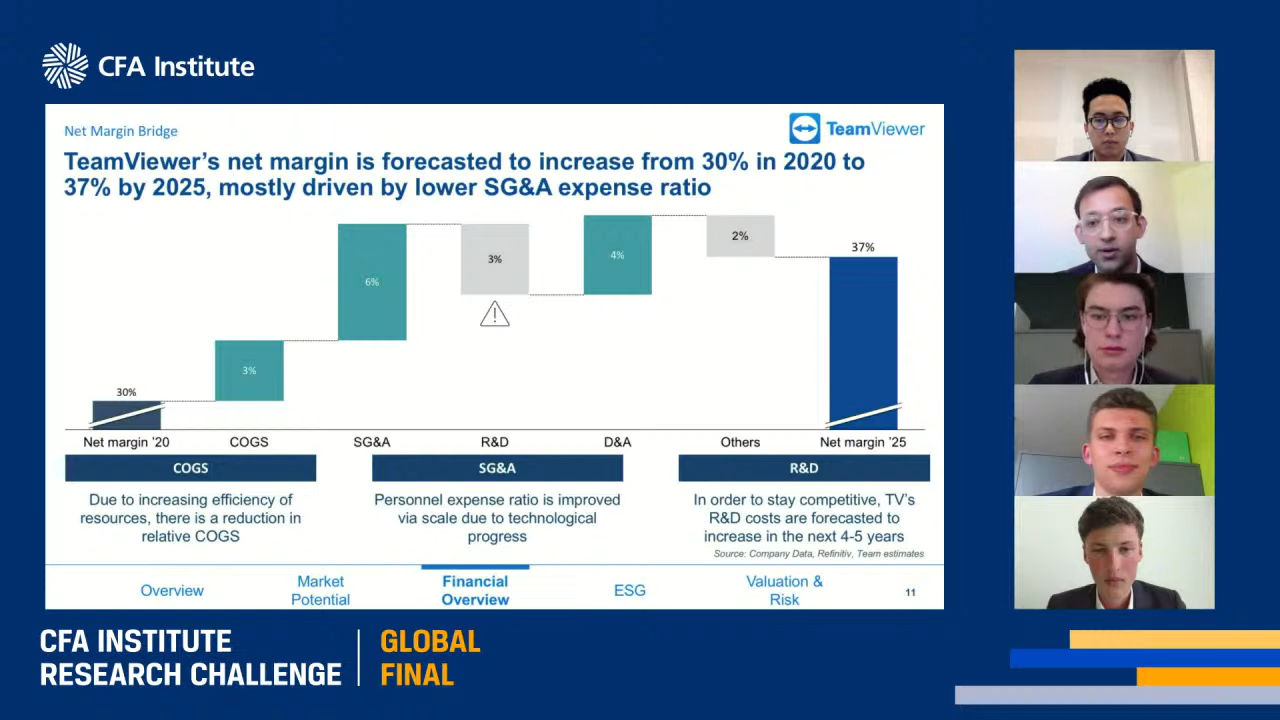 CFA Institute
Net Margin Bridge
TeamViewer
TeamViewer's net margin is forecasted to increase from 30% in 2020 to
37% by 2025, mostly driven by lower SG&A expense ratio
30%
3%
6%
3%
4%
2%
37%
Net margin '20
COGS
SG&A
R&D
D&A
Others
Net margin '25
COGS
SG&A
R&D
Due to increasing efficiency of
resources, there is a reduction in
relative COGS
Personnel expense ratio is improved
via scale due to technological
progress
In order to stay competitive, TV's
R&D costs are forecasted to
increase in the next 4-5 years
Source: Company Data, Refinitiv, Team estimates
Overview
Market
Potential
Financial
Overview
ESG
Valuation &
Risk
11
CFA INSTITUTE
RESEARCH CHALLENGE
GLOBAL
FINAL